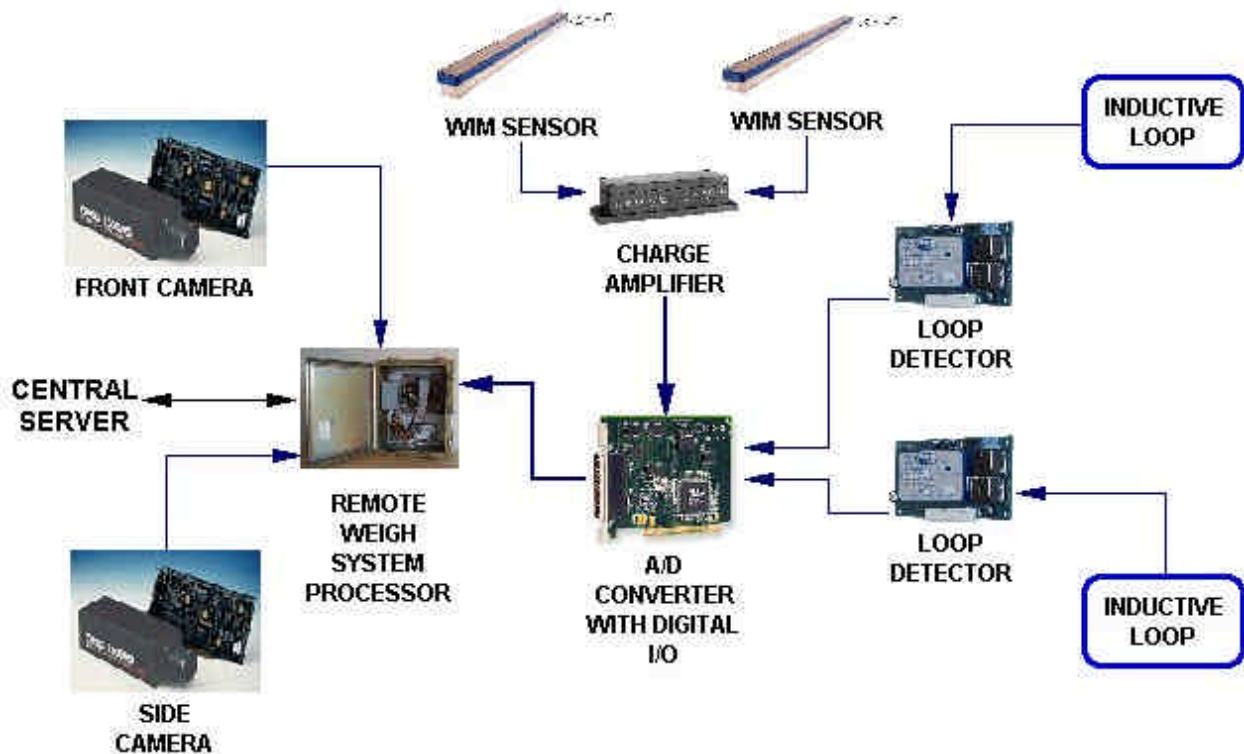 WIM SENSOR
WIM SENSOR
INDUCTIVE
LOOP
CHARGE
AMPLIFIER
FRONT CAMERA
LOOP
DETECTOR
CENTRAL
SERVER
REMOTE
WEIGH
SYSTEM
PROCESSOR
A/D
CONVERTER
WITH DIGITAL
I/O
LOOP
DETECTOR
INDUCTIVE
LOOP
SIDE
CAMERA